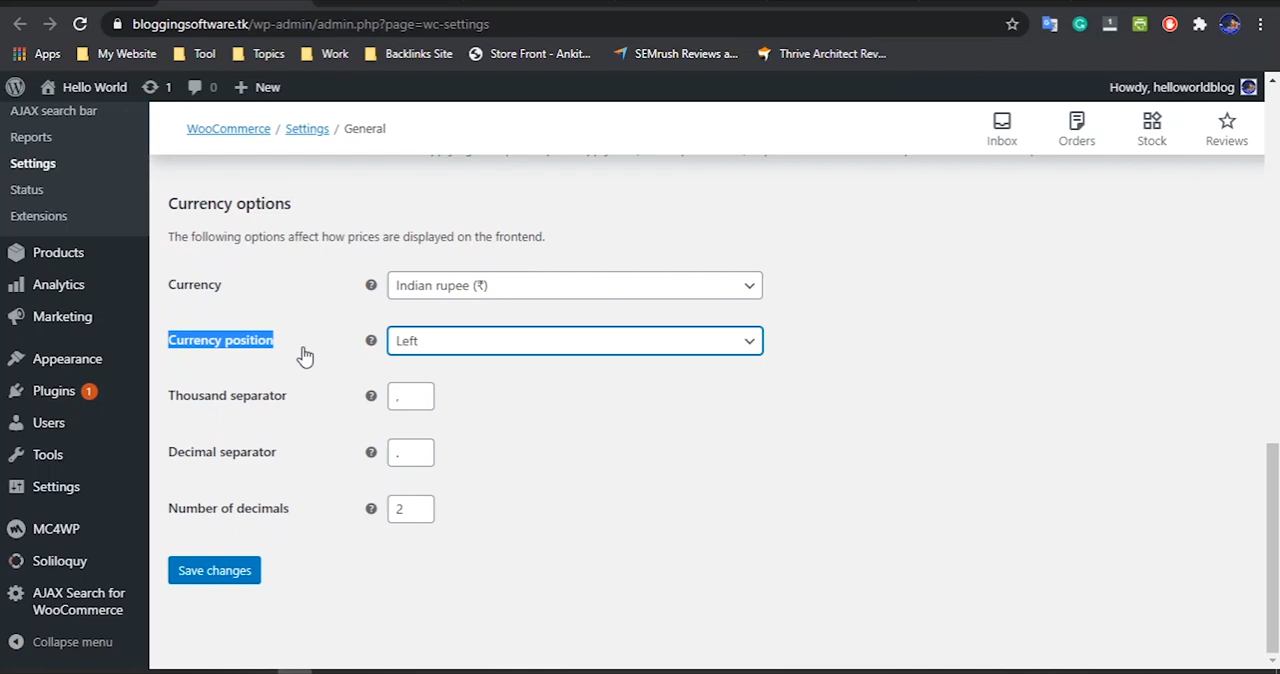 bloggingsoftware.tk/wp-admin/admin.php?page=wc-settings
Apps My Website Tool Topics Work Backlinks Site Store Front - Ankit... SEMrush Reviews a... Thrive Architect Rev...
Hello World 1 0 + New Howdy, helloworldblog
AJAX search bar
Reports
Settings
Status
Extensions
Products
Analytics
Marketing
Appearance
Plugins 1
Users
Tools
Settings
MC4WP
Soliloquy
AJAX Search for
WooCommerce
Collapse menu
WooCommerce / Settings / General
Inbox Orders Stock Reviews
Currency options
The following options affect how prices are displayed on the frontend.
Currency ? Indian rupee (₹)
Currency position ? Left
Thousand separator ? ,
Decimal separator ? .
Number of decimals ? 2
Save changes